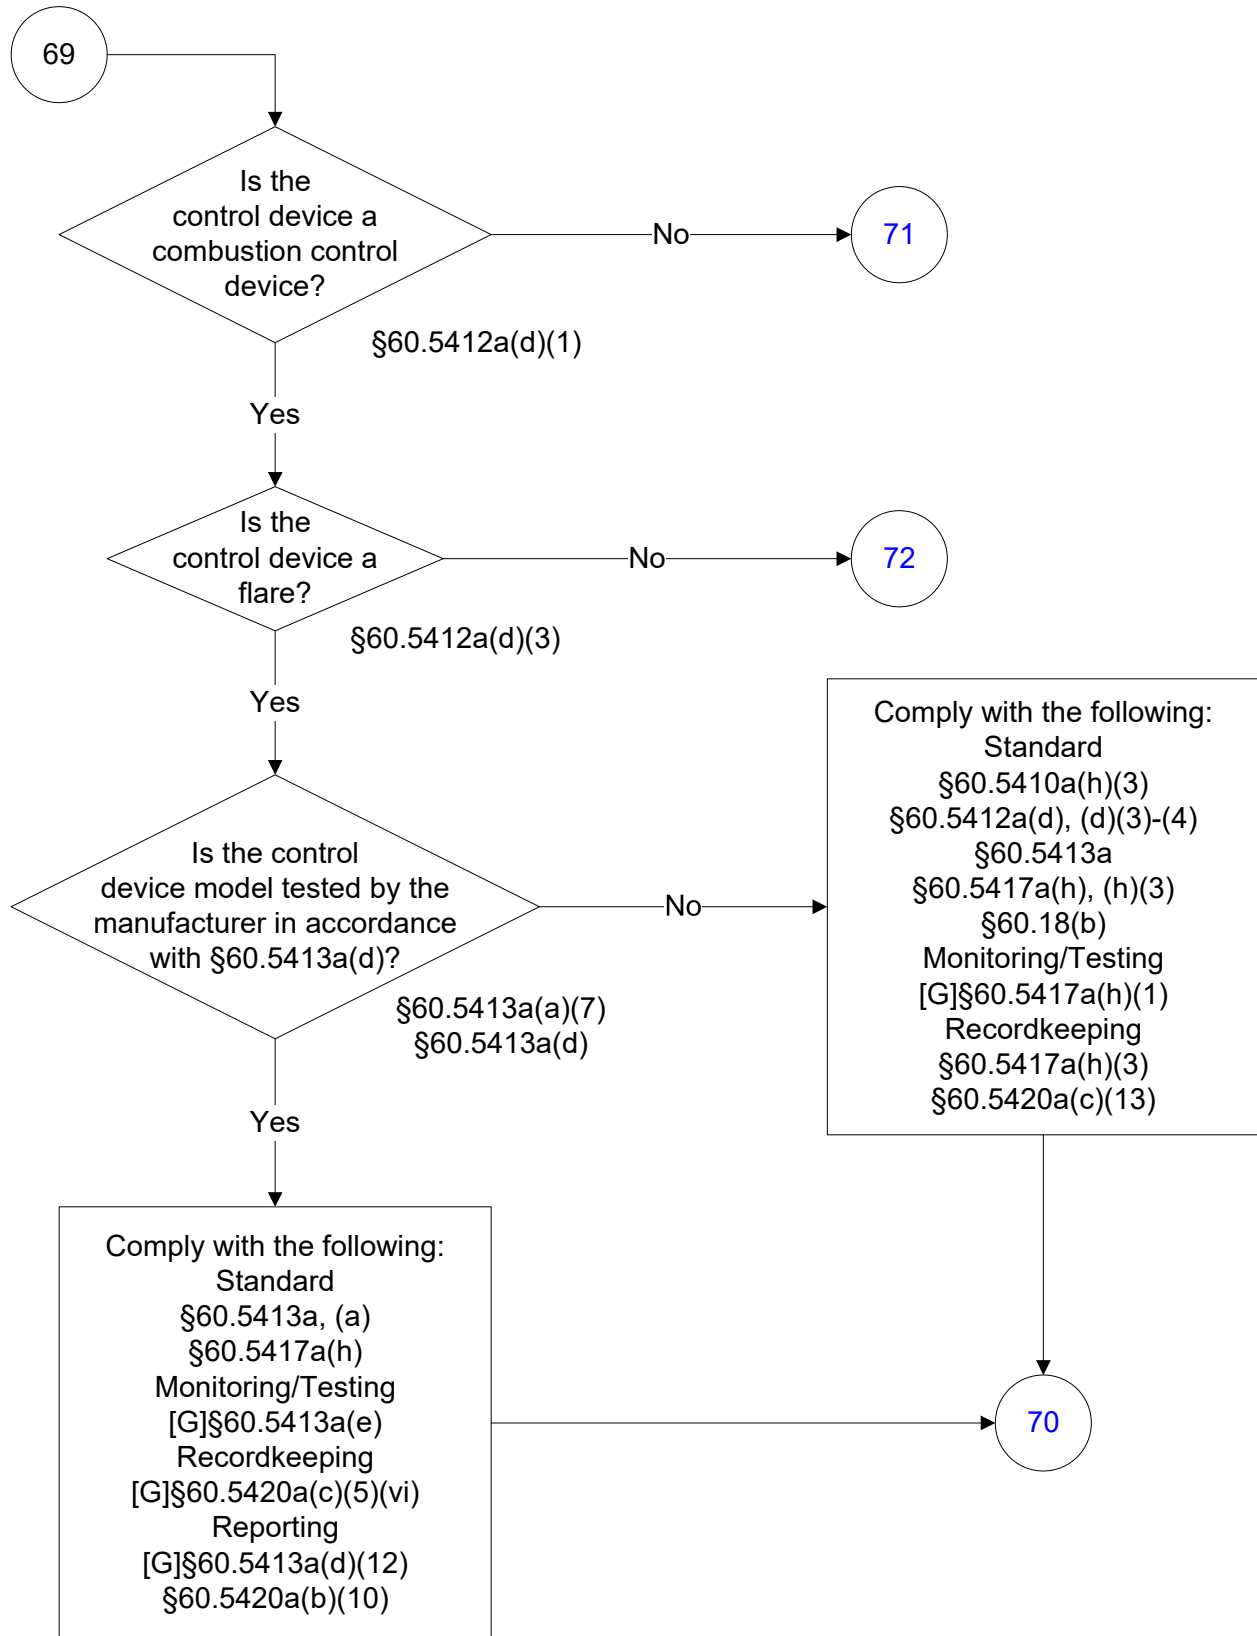 69
Is the
control device a
combustion control
device?
No
71
§60.5412a(d)(1)
Yes
Is the
control device a
flare?
No
72
§60.5412a(d)(3)
Yes
Is the control
device model tested by the
manufacturer in accordance
with §60.5413a(d)?
No
§60.5413a(a)(7)
§60.5413a(d)
Comply with the following:
Standard
§60.5410a(h)(3)
§60.5412a(d), (d)(3)-(4)
§60.5413a
§60.5417a(h), (h)(3)
§60.18(b)
Monitoring/Testing
[G]§60.5417a(h)(1)
Recordkeeping
§60.5417a(h)(3)
§60.5420a(c)(13)
Yes
Comply with the following:
Standard
§60.5413a, (a)
§60.5417a(h)
Monitoring/Testing
[G]§60.5413a(e)
Recordkeeping
[G]§60.5420a(c)(5)(vi)
Reporting
[G]§60.5413a(d)(12)
§60.5420a(b)(10)
70